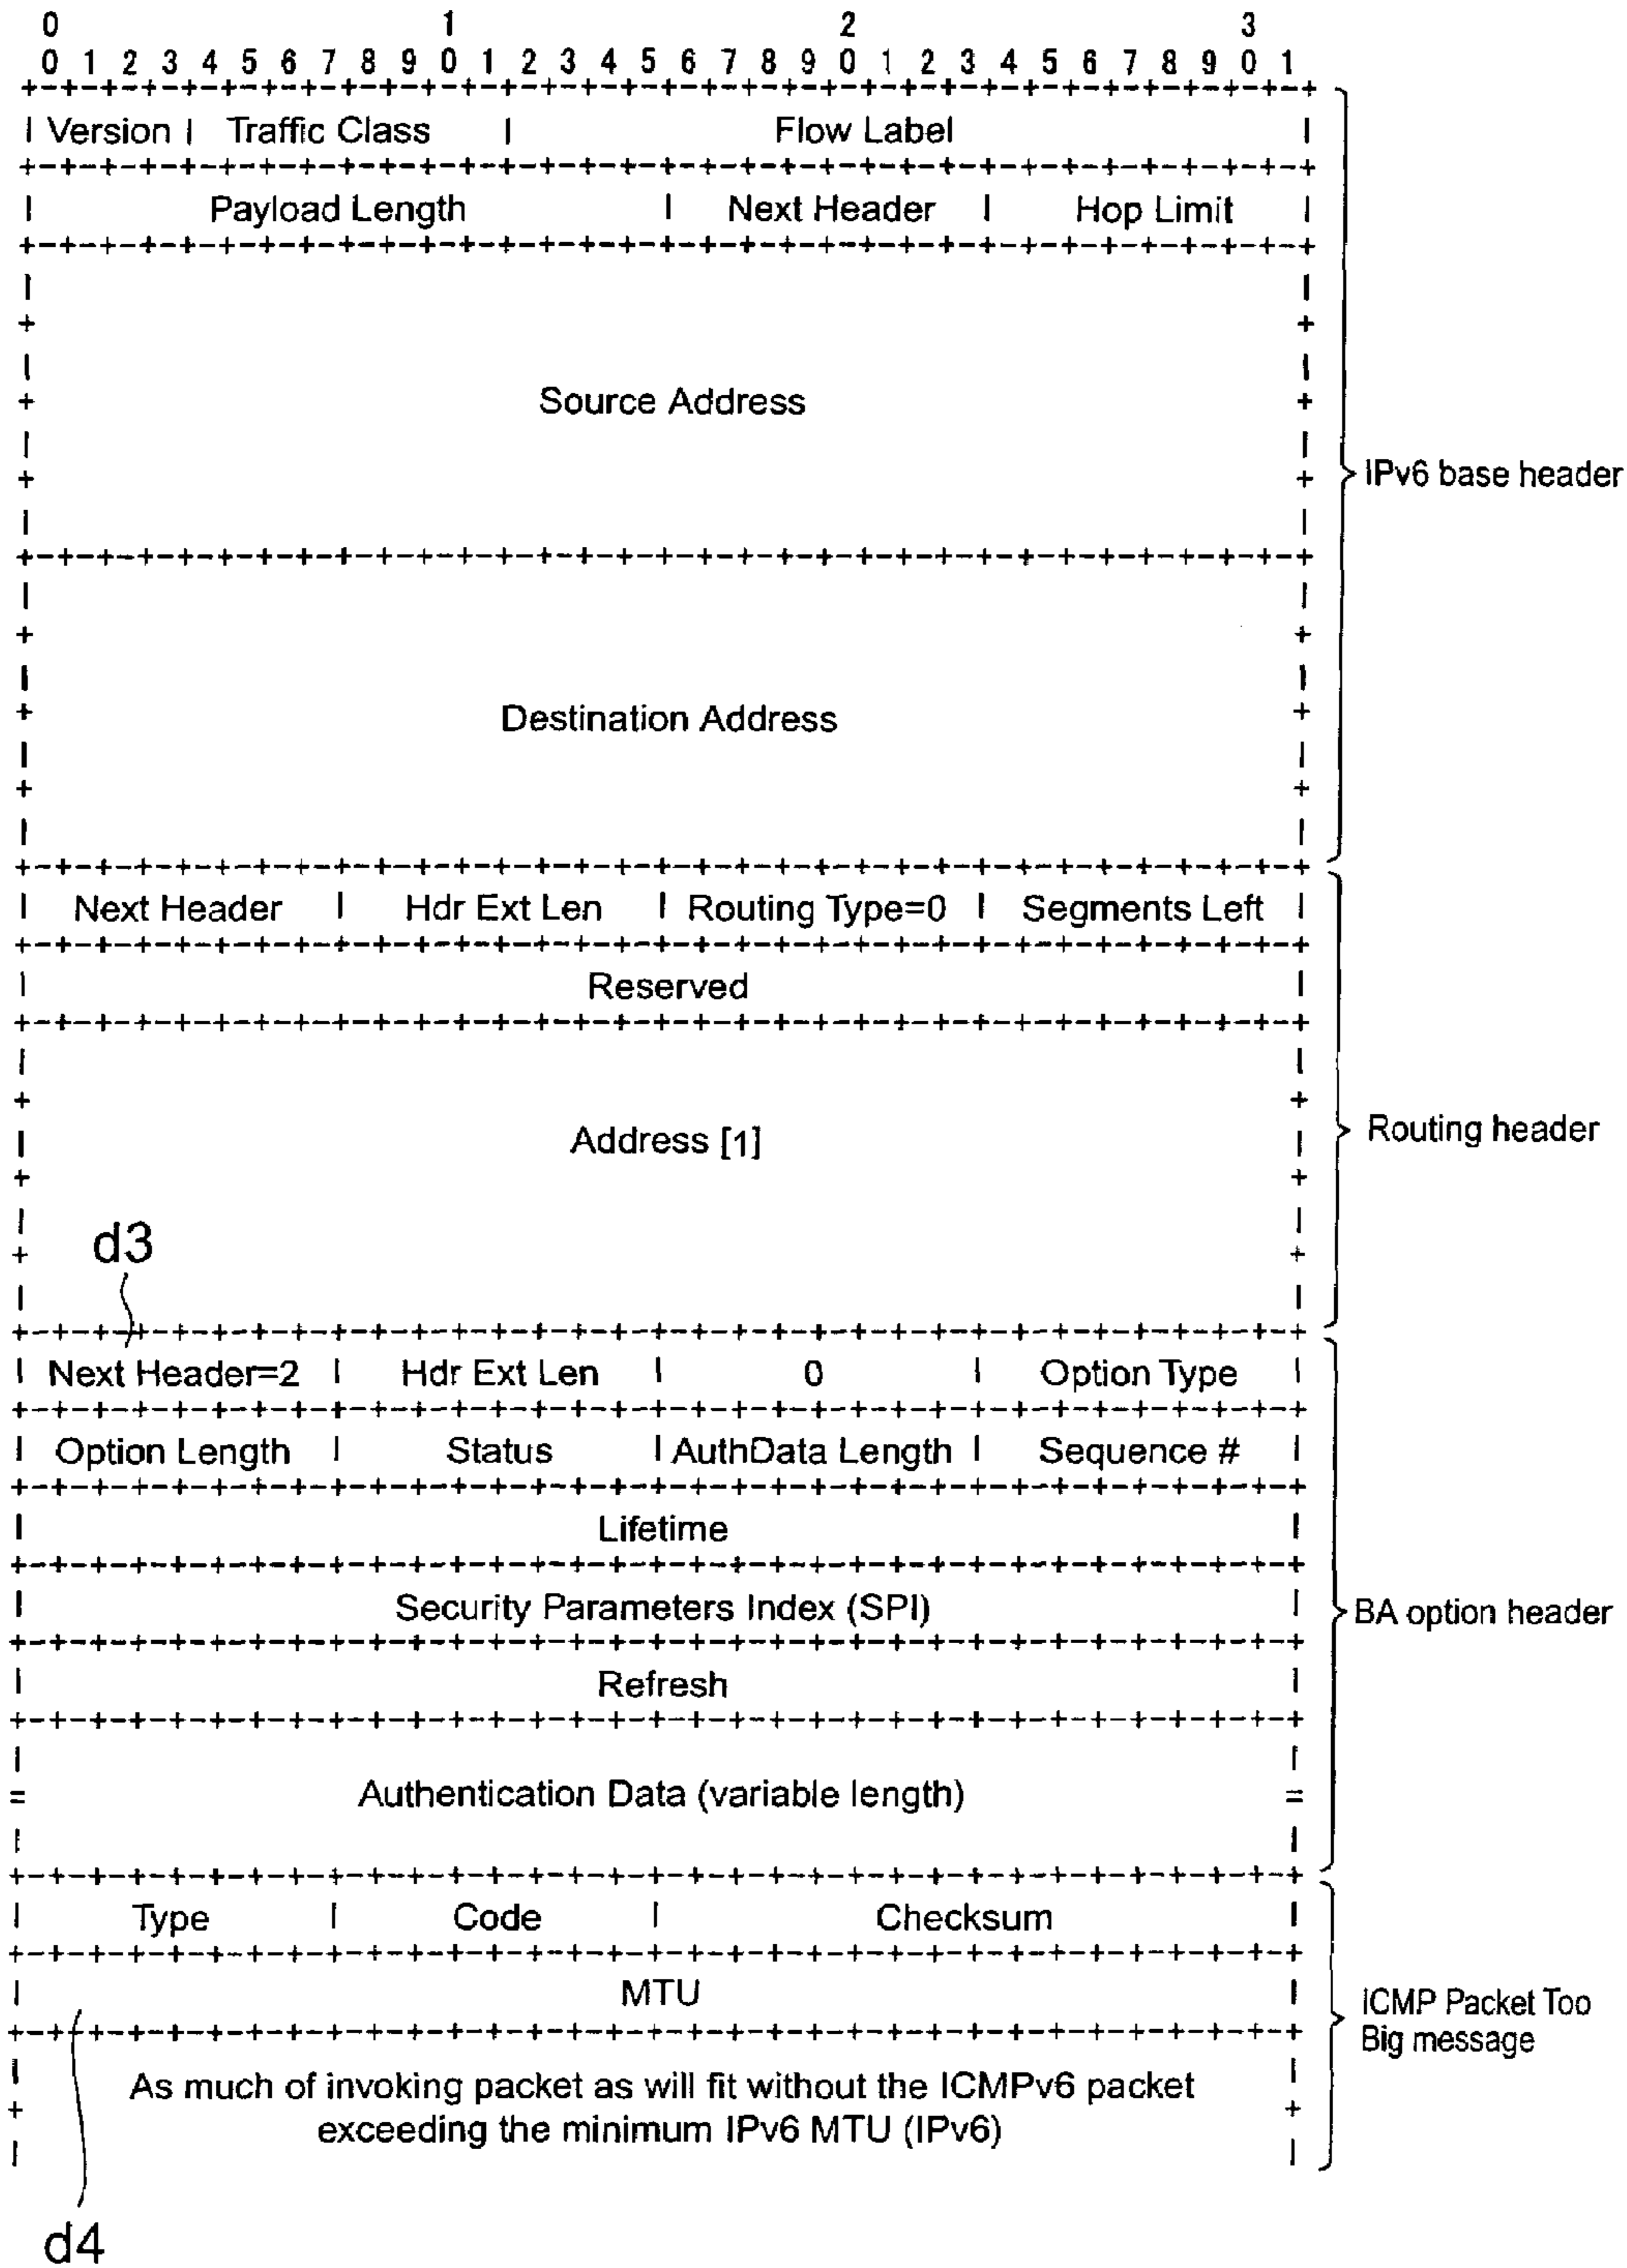 0 1 2 3
0 1 2 3 4 5 6 7 8 9 0 1 2 3 4 5 6 7 8 9 0 1 2 3 4 5 6 7 8 9 0 1
Version | Traffic Class | Flow Label
Payload Length | Next Header | Hop Limit
Source Address
IPv6 base header
Destination Address
Next Header | Hdr Ext Len | Routing Type=0 | Segments Left
Reserved
Address [1]
Routing header
d3
Next Header=2 | Hdr Ext Len | 0 | Option Type
Option Length | Status | AuthData Length | Sequence #
Lifetime
Security Parameters Index (SPI)
BA option header
Refresh
Authentication Data (variable length)
Type | Code | Checksum
MTU
ICMP Packet Too
Big message
As much of invoking packet as will fit without the ICMPv6 packet
exceeding the minimum IPv6 MTU (IPv6)
d4